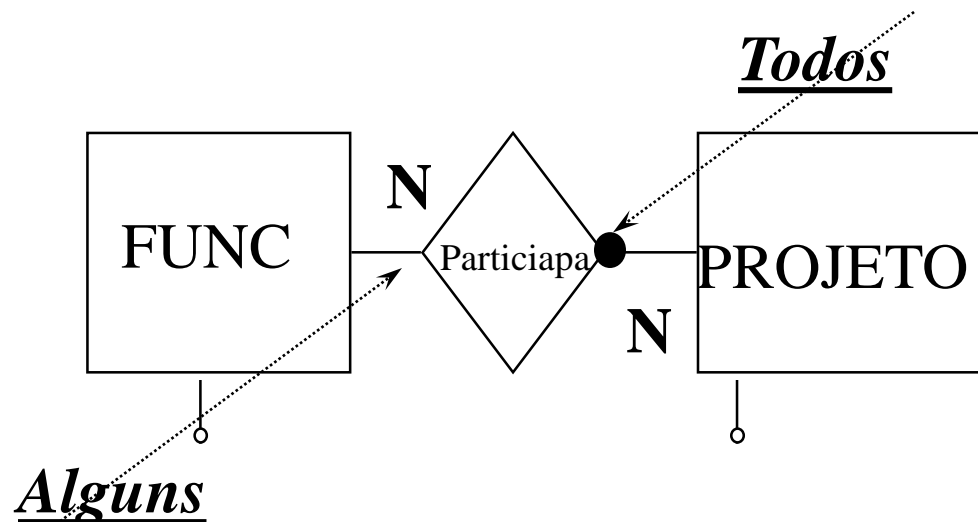 Todos
N
FUNC
Particiapa
PROJETO
N
Alguns